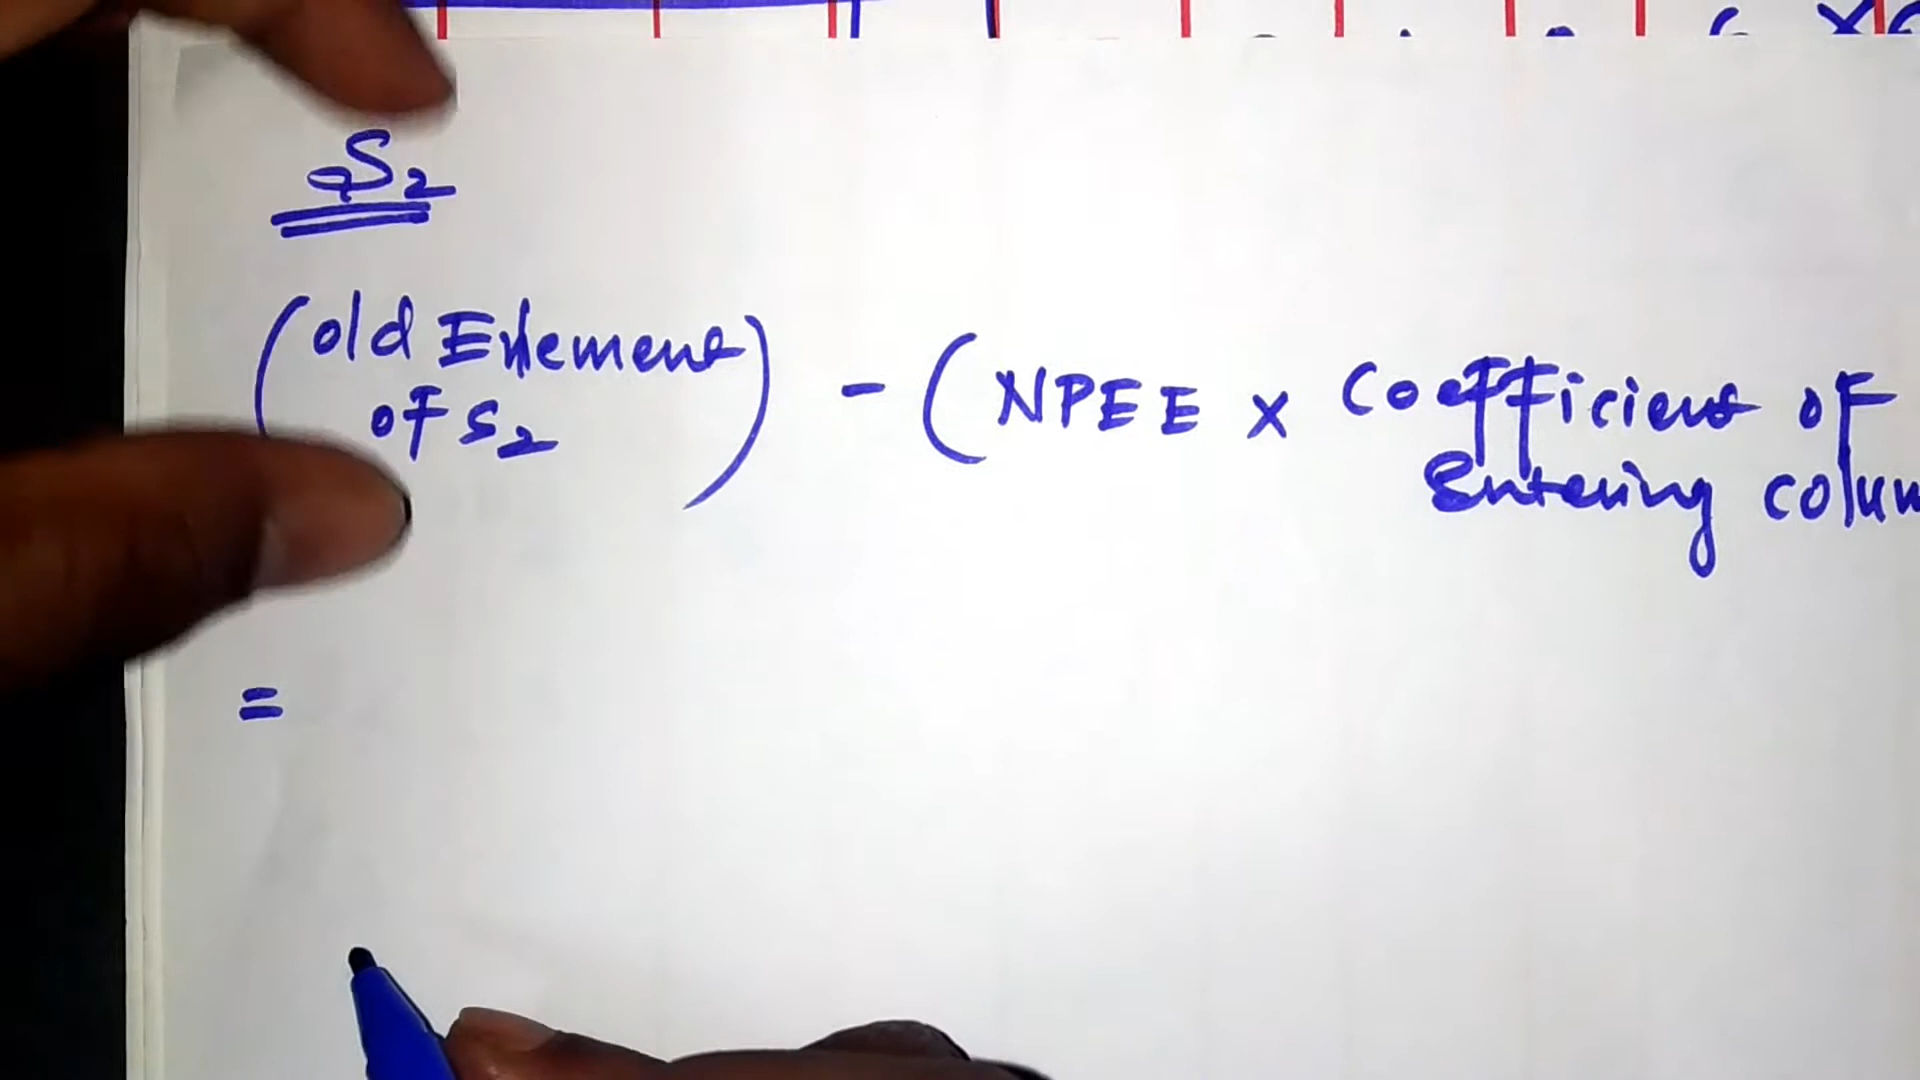 S2
(old Element of S2) - (NPEE x Coefficient of
Entering colum
=